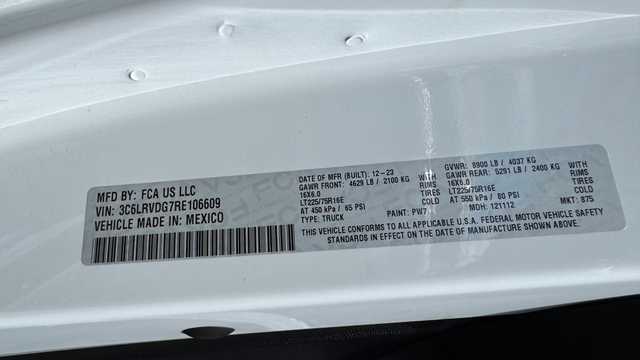 MFD BY: FCA US LLC
VIN: 3C6LRVDG7RE106609
VEHICLE MADE IN: MEXICO
DATE OF MFR (BUILT): 12-23 GVWR: 8900 LB / 4037 KG
GAWR FRONT: 4629 LB / 2100 KG WITH GAWR REAR: 5291 LB / 2400 KG WITH
16X6.0 RIMS 16X6.0 RIMS
LT225/75R16E TIRES LT225/75R16E TIRES
AT 450 kPa / 65 PSI COLD AT 550 kPa / 80 PSI COLD
TYPE: TRUCK PAINT: PW7 MDH: 121112 MKT: 875
THIS VEHICLE CONFORMS TO ALL APPLICABLE U.S.A. FEDERAL MOTOR VEHICLE SAFETY
STANDARDS IN EFFECT ON THE DATE OF MANUFACTURE SHOWN ABOVE.